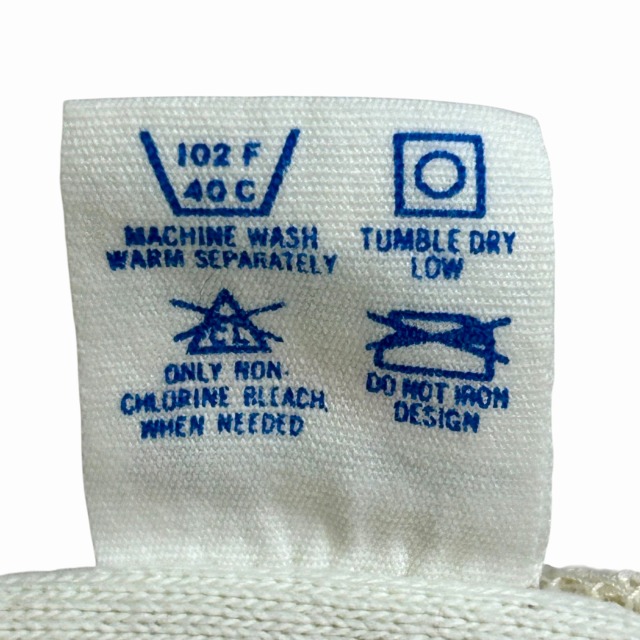 102 F
40 C
MACHINE WASH
WARM SEPARATELY
TUMBLE DRY
LOW
CL
ONLY NON-
CHLORINE BLEACH,
WHEN NEEDED
DO NOT IRON
DESIGN